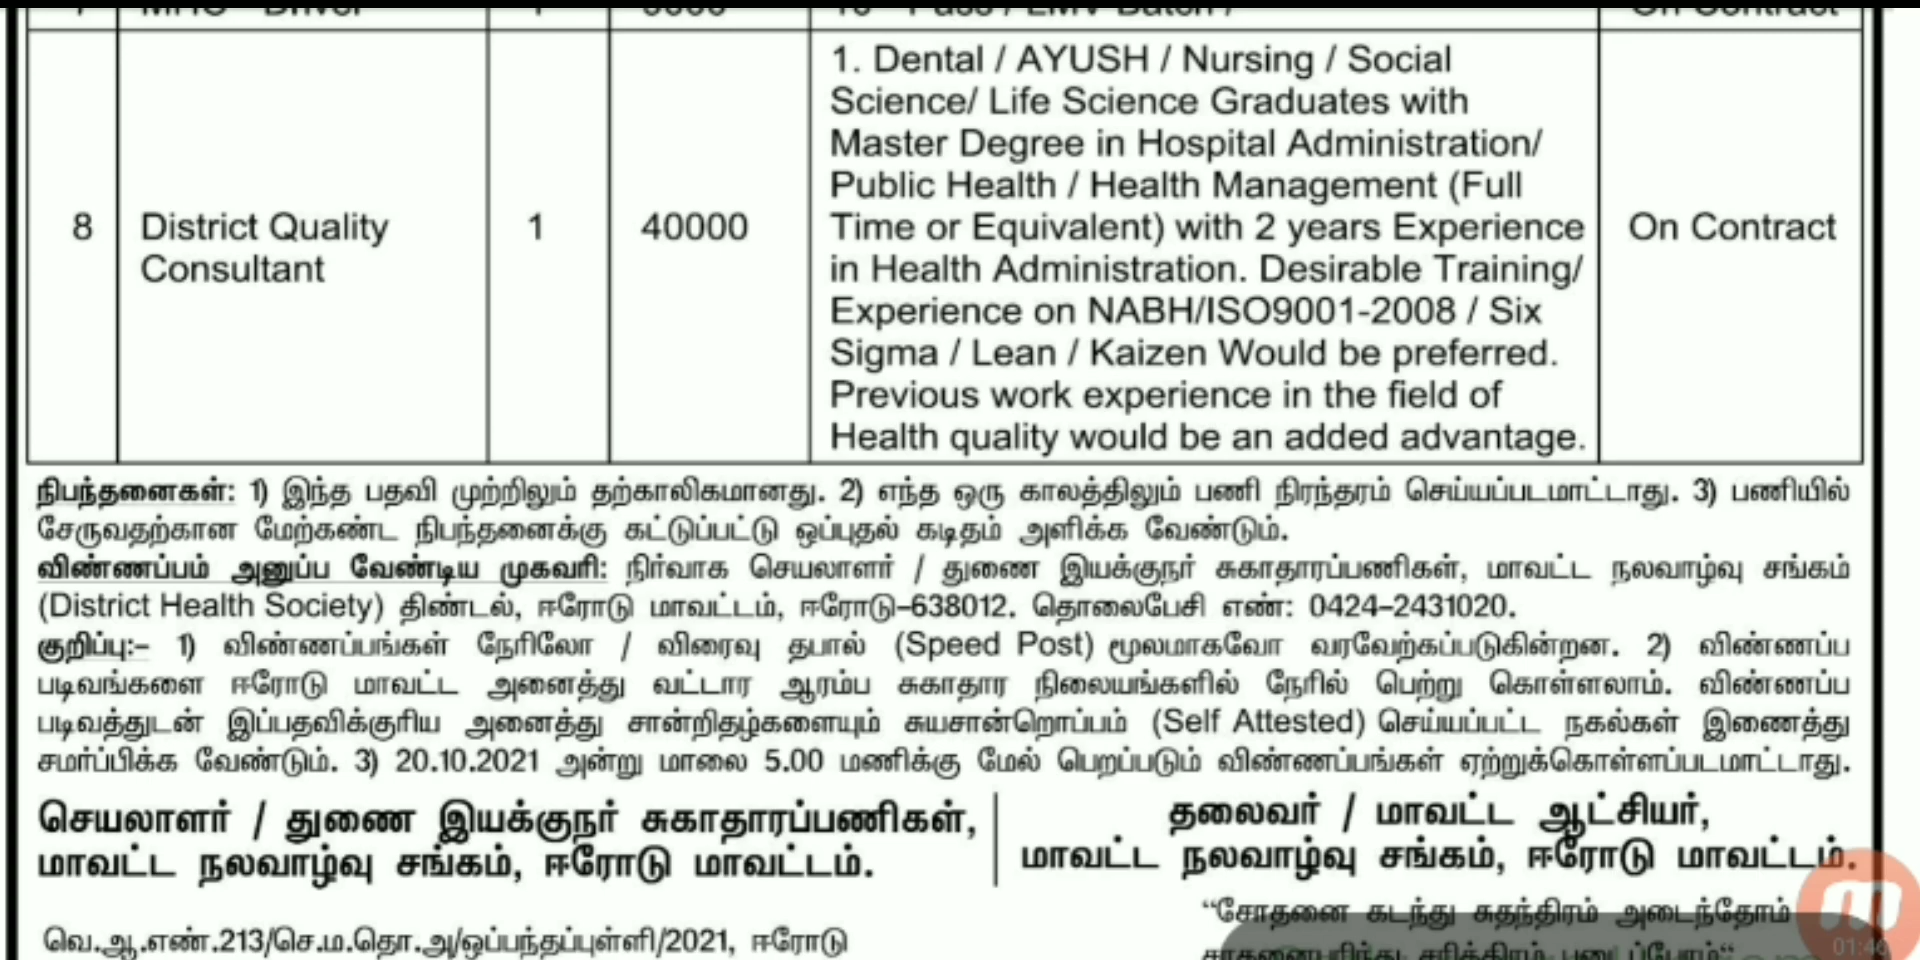 8
District Quality
Consultant
1
40000
1. Dental / AYUSH / Nursing / Social
Science/ Life Science Graduates with
Master Degree in Hospital Administration/
Public Health / Health Management (Full
Time or Equivalent) with 2 years Experience
in Health Administration. Desirable Training/
Experience on NABH/ISO9001-2008 / Six
Sigma / Lean / Kaizen Would be preferred.
Previous work experience in the field of
Health quality would be an added advantage.
On Contract
நிபந்தனைகள்: 1) இந்த பதவி முற்றிலும் தற்காலிகமானது. 2) எந்த ஒரு காலத்திலும் பணி நிரந்தரம் செய்யப்படமாட்டாது. 3) பணியில்
சேருவதற்கான மேற்கண்ட நிபந்தனைக்கு கட்டுப்பட்டு ஒப்புதல் கடிதம் அளிக்க வேண்டும்.
விண்ணப்பம் அனுப்ப வேண்டிய முகவரி: நிர்வாக செயலாளர் / துணை இயக்குநர் சுகாதாரப்பணிகள், மாவட்ட நலவாழ்வு சங்கம்
(District Health Society) திண்டல், ஈரோடு மாவட்டம், ஈரோடு–638012. தொலைபேசி எண்: 0424–2431020.
குறிப்பு:– 1) விண்ணப்பங்கள் நேரிலோ / விரைவு தபால் (Speed Post) மூலமாகவோ வரவேற்கப்படுகின்றன. 2) விண்ணப்ப
படிவங்களை ஈரோடு மாவட்ட அனைத்து வட்டார ஆரம்ப சுகாதார நிலையங்களில் நேரில் பெற்று கொள்ளலாம். விண்ணப்ப
படிவத்துடன் இப்பதவிக்குரிய அனைத்து சான்றிதழ்களையும் சுயசான்றொப்பம் (Self Attested) செய்யப்பட்ட நகல்கள் இணைத்து
சமர்ப்பிக்க வேண்டும். 3) 20.10.2021 அன்று மாலை 5.00 மணிக்கு மேல் பெறப்படும் விண்ணப்பங்கள் ஏற்றுக்கொள்ளப்படமாட்டாது.
செயலாளர் / துணை இயக்குநர் சுகாதாரப்பணிகள்,
மாவட்ட நலவாழ்வு சங்கம், ஈரோடு மாவட்டம்.
தலைவர் / மாவட்ட ஆட்சியர்,
மாவட்ட நலவாழ்வு சங்கம், ஈரோடு மாவட்டம்.
வெ.ஆ.எண்.213/செ.ம.தொ.அ/ஒப்பந்தப்புள்ளி/2021, ஈரோடு
“சோதனை கடந்து சுதந்திரம் அடைந்தோம்